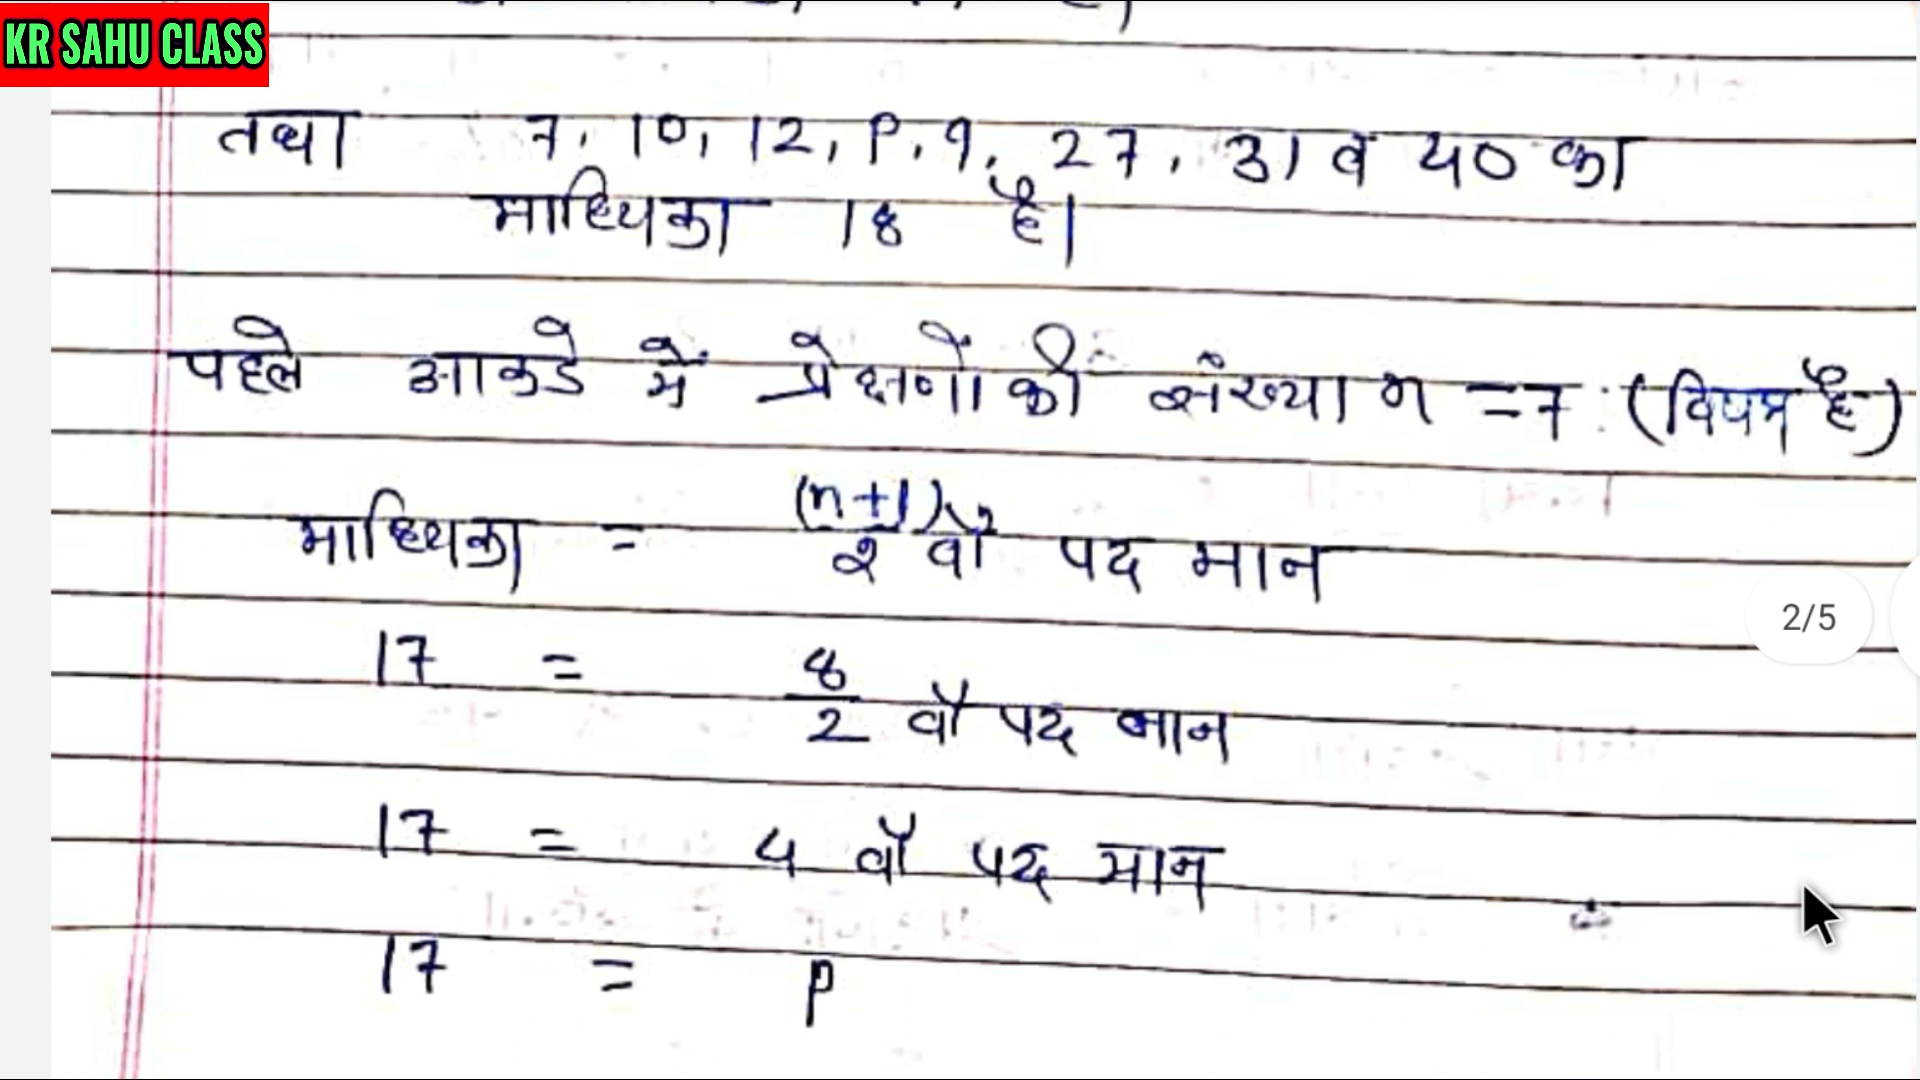 KR SAHU CLASS
तथा 7, 10, 12, P, q, 27, 31 व 40 का
माध्यिका 18 है।
पहले आकडे में प्रेक्षणों की संख्या n = 7 (विषम है)
माध्यिका = (n+1)/2 वाँ पद मान
17 = 8/2 वाँ पद मान
17 = 4 वाँ पद मान
17 = P
2/5